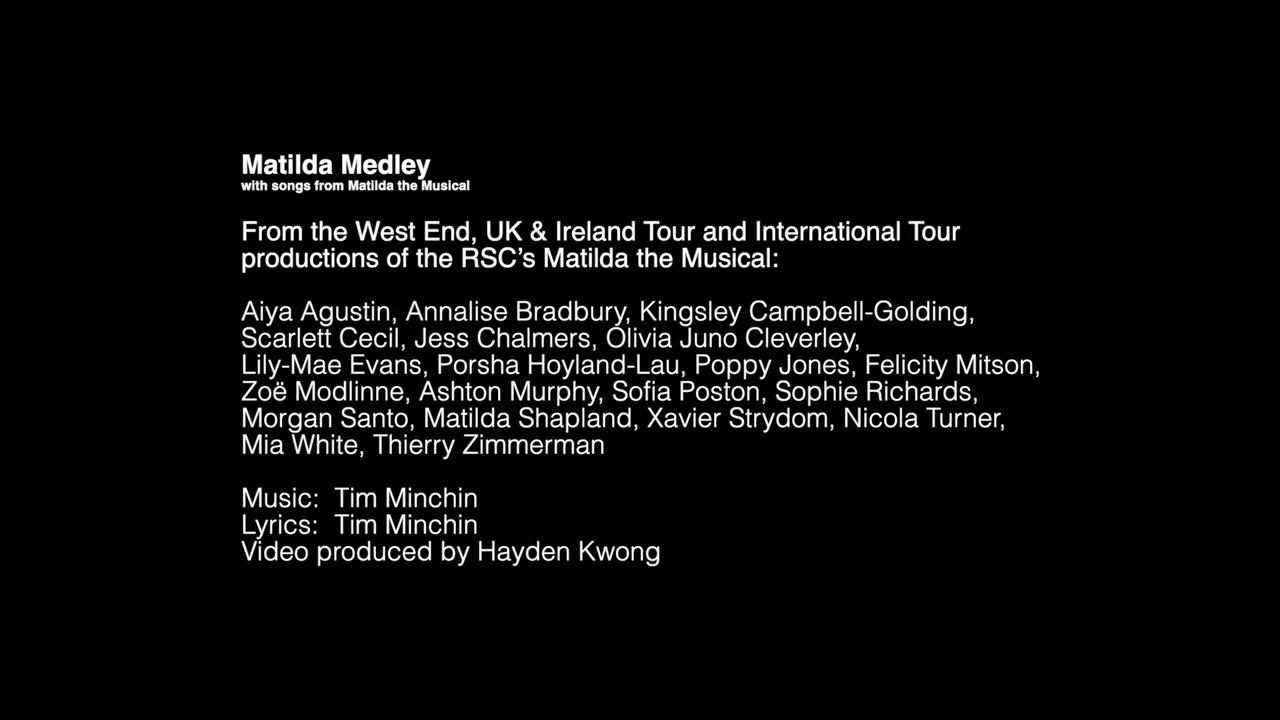 Matilda Medley
with songs from Matilda the Musical
From the West End, UK & Ireland Tour and International Tour
productions of the RSC’s Matilda the Musical:
Aiya Agustin, Annalise Bradbury, Kingsley Campbell-Golding,
Scarlett Cecil, Jess Chalmers, Olivia Juno Cleverley,
Lily-Mae Evans, Porsha Hoyland-Lau, Poppy Jones, Felicity Mitson,
Zoë Modlinne, Ashton Murphy, Sofia Poston, Sophie Richards,
Morgan Santo, Matilda Shapland, Xavier Strydom, Nicola Turner,
Mia White, Thierry Zimmerman
Music: Tim Minchin
Lyrics: Tim Minchin
Video produced by Hayden Kwong